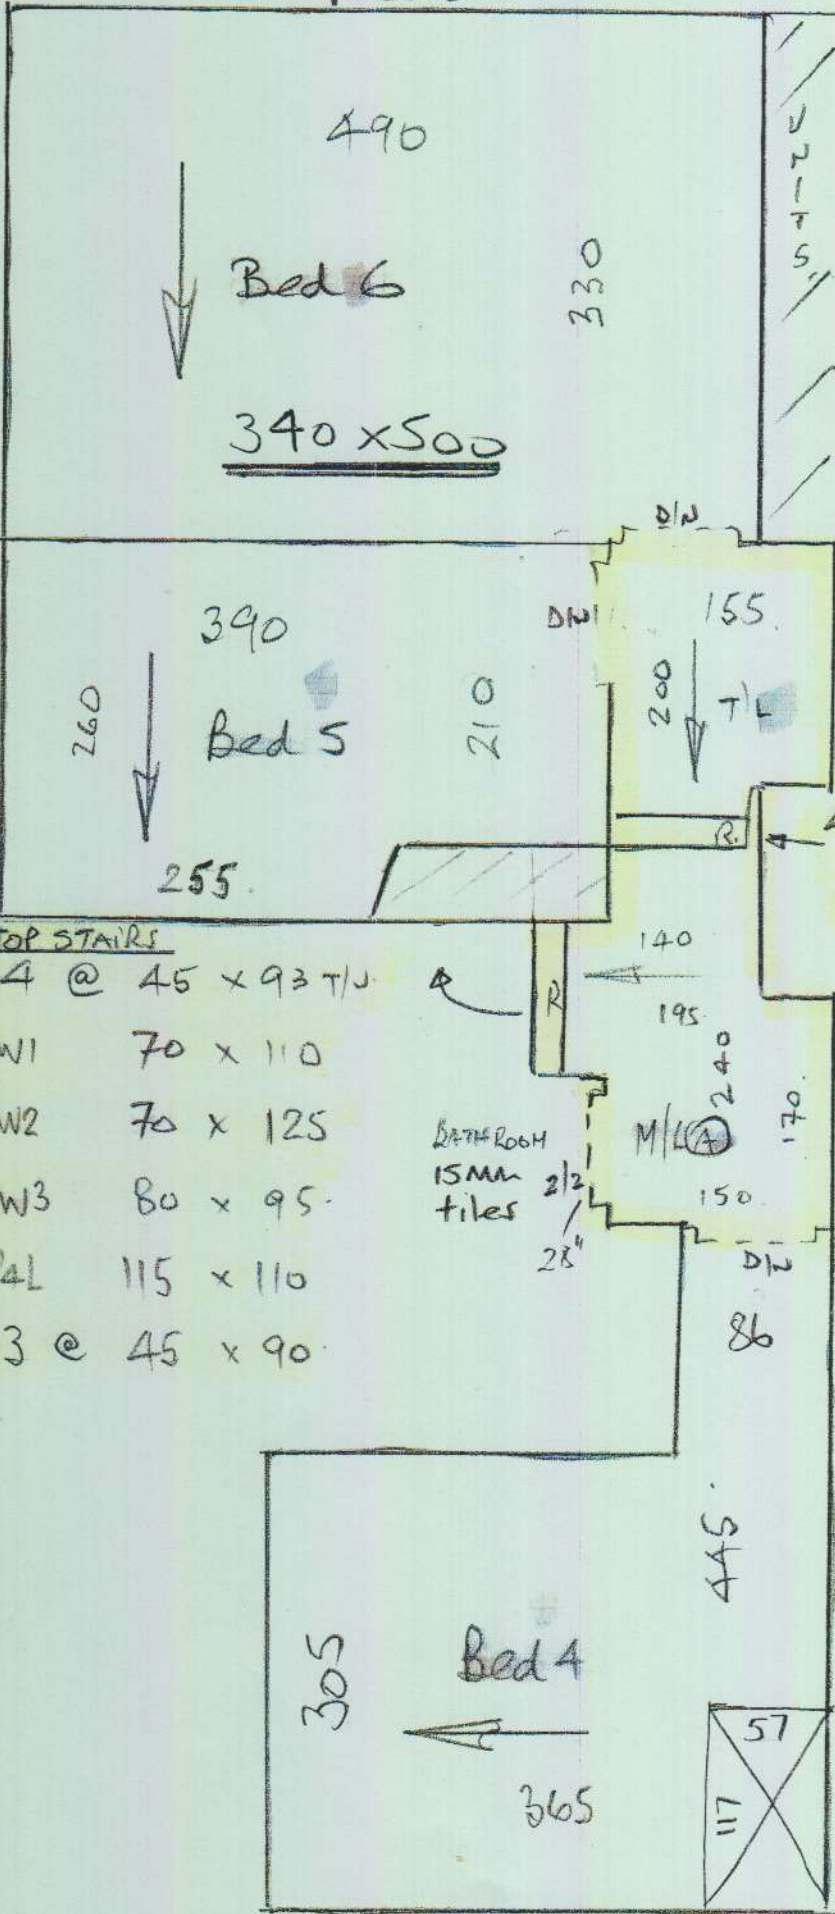 490
UNITS
Bed 6
330
340 x 500
D/N
390
D/N
155
260
Bed 5
210
200
T/L
255
R
TOP STAIRS
4 @ 45 x 93 T/J
W1 70 x 110
W2 70 x 125
W3 80 x 95
4L 115 x 110
3 @ 45 x 90
140
R
195
240
170
M/L A
BATHROOM
15MM
tiles
2/2
28"
150
D/N
86
445
305
Bed 4
365
57
117